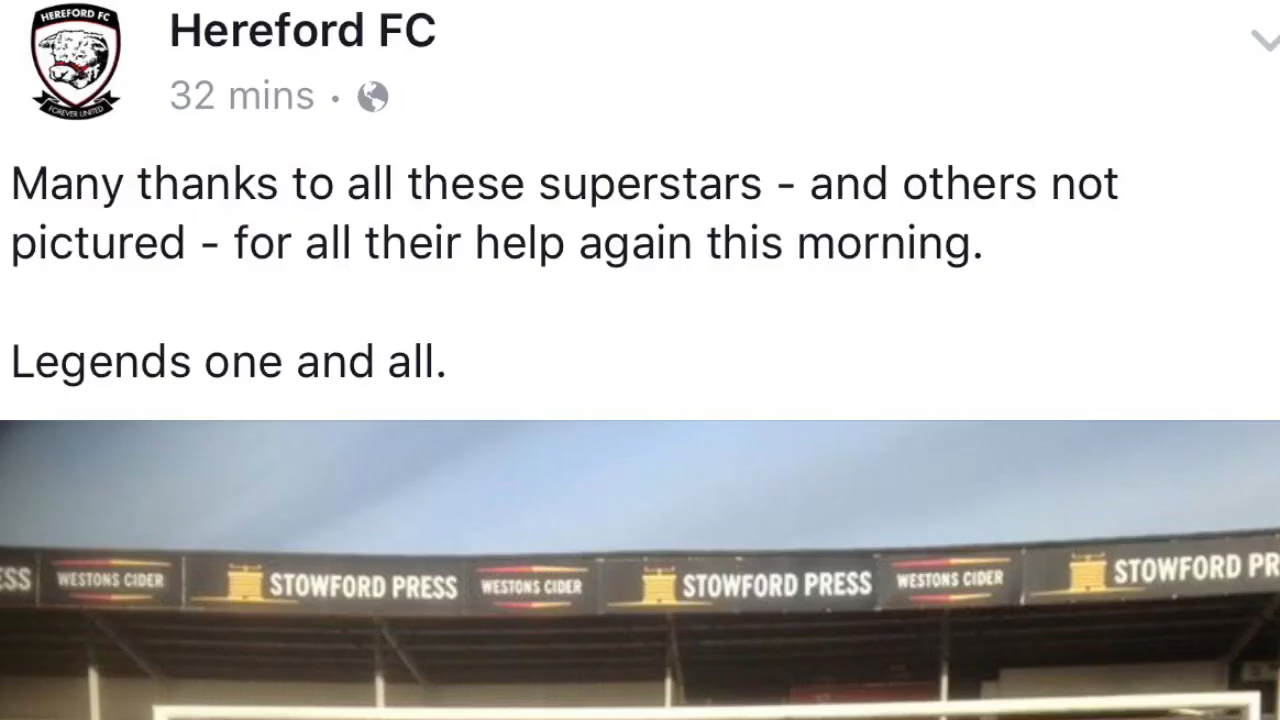 HEREFORD FC
FOREVER UNITED
Hereford FC
32 mins ·
Many thanks to all these superstars - and others not
pictured - for all their help again this morning.
Legends one and all.
ESS WESTONS CIDER STOWFORD PRESS WESTONS CIDER STOWFORD PRESS WESTONS CIDER STOWFORD PR